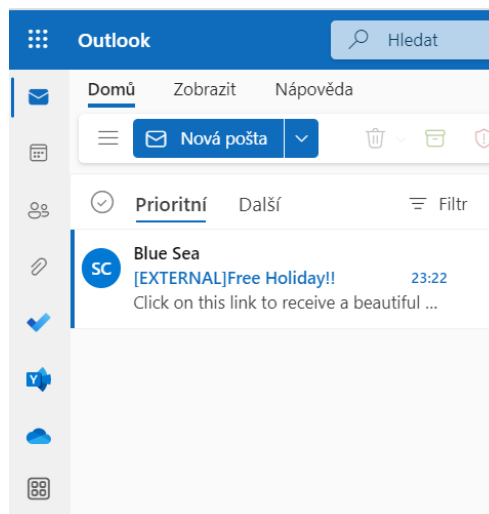 Outlook
Hledat
Domů Zobrazit Nápověda
Nová pošta
Prioritní Další Filtr
SC
Blue Sea
[EXTERNAL]Free Holiday!! 23:22
Click on this link to receive a beautiful ...